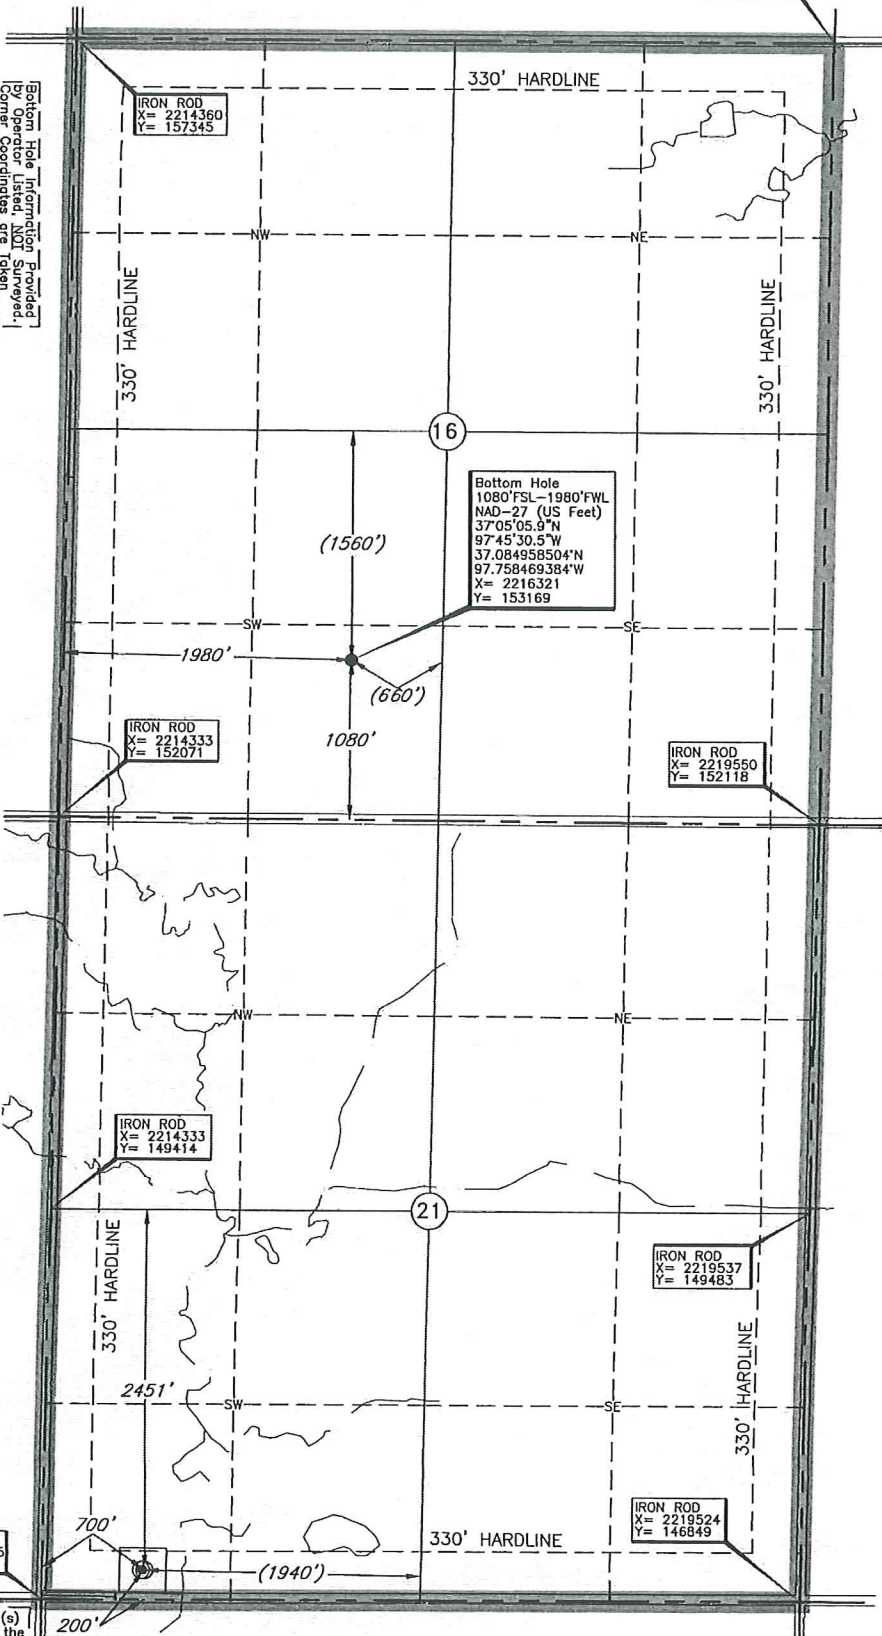 330' HARDLINE
IRON ROD
X= 2214360
Y= 157345
Bottom Hole Information Provided
by Operator Listed, NOT Surveyed.
Corner Coordinates are Taken
NW
NE
330' HARDLINE
330' HARDLINE
16
Bottom Hole
1080'FSL-1980'FWL
NAD-27 (US Feet)
37°05'05.9"N
97°45'30.5"W
37.084958504°N
97.758469384°W
X= 2216321
Y= 153169
(1560')
SW
SE
1980'
(660')
1080'
IRON ROD
X= 2214333
Y= 152071
IRON ROD
X= 2219550
Y= 152118
NW
NE
IRON ROD
X= 2214333
Y= 149414
21
IRON ROD
X= 2219537
Y= 149483
330' HARDLINE
330' HARDLINE
2451'
SW
SE
IRON ROD
X= 2219524
Y= 146849
700'
330' HARDLINE
(1940')
(s)
the
200'